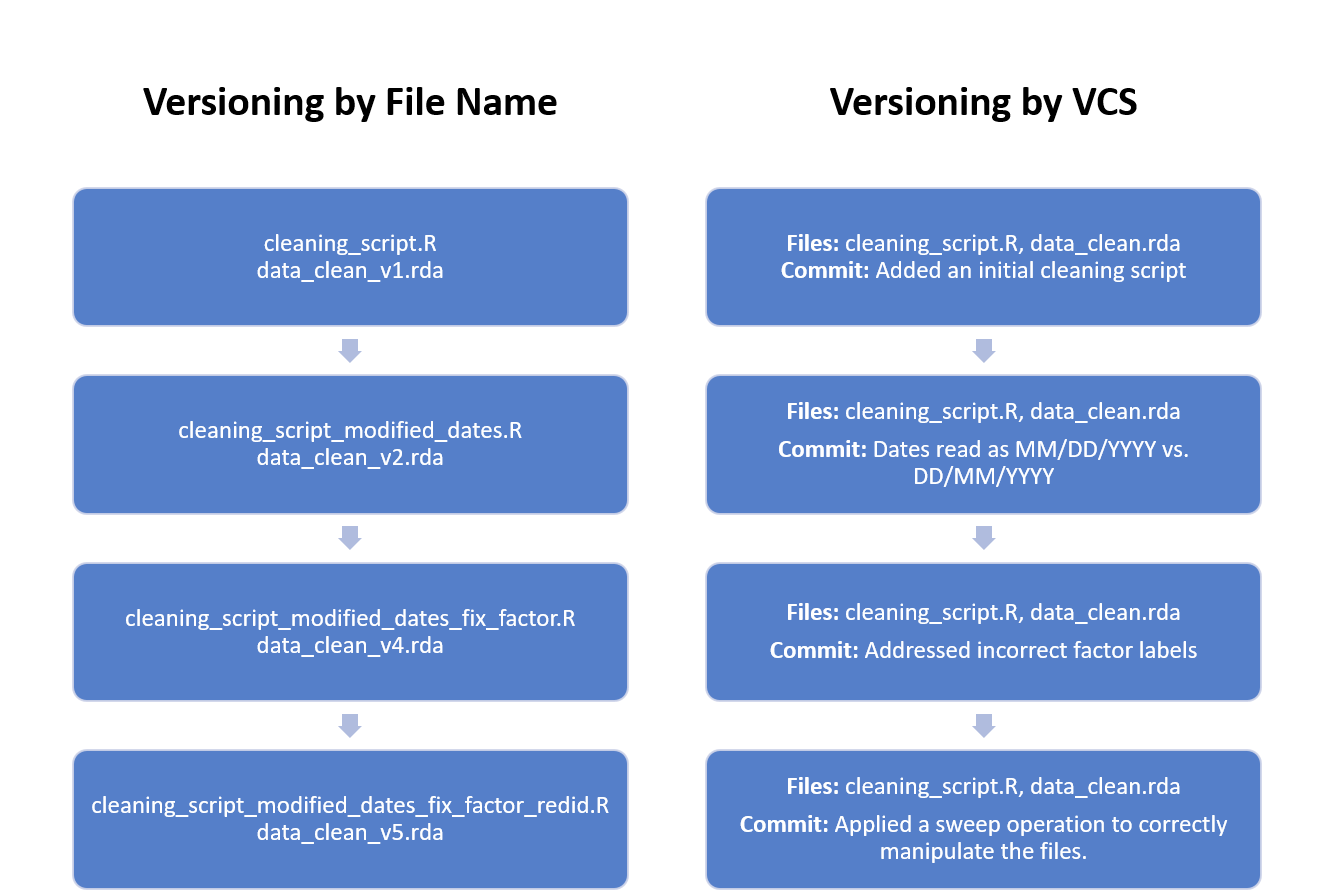 Versioning by File Name
cleaning_script.R
data_clean_v1.rda
cleaning_script_modified_dates.R
data_clean_v2.rda
cleaning_script_modified_dates_fix_factor.R
data_clean_v4.rda
cleaning_script_modified_dates_fix_factor_redid.R
data_clean_v5.rda
Versioning by VCS
Files: cleaning_script.R, data_clean.rda
Commit: Added an initial cleaning script
Files: cleaning_script.R, data_clean.rda
Commit: Dates read as MM/DD/YYYY vs.
DD/MM/YYYY
Files: cleaning_script.R, data_clean.rda
Commit: Addressed incorrect factor labels
Files: cleaning_script.R, data_clean.rda
Commit: Applied a sweep operation to correctly
manipulate the files.